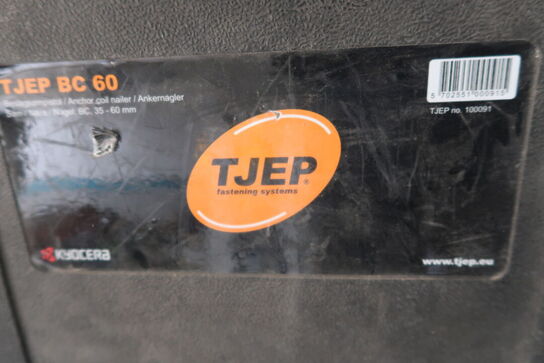 TJEP BC 60
/ Anchor coil nailer / Ankernagler
/ Nägel: BC, 35 - 60 mm
5 702551 000915
TJEP no. 100091
TJEP®
fastening systems
KYOCERA
www.tjep.eu